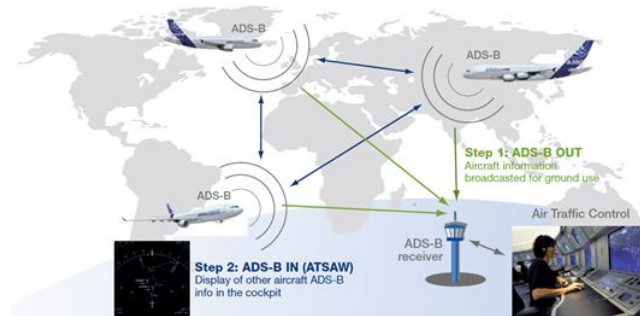 ADS-B
ADS-B
Step 1: ADS-B OUT
Aircraft information
broadcasted for ground use
ADS-B
Air Traffic Control
ADS-B
receiver
Step 2: ADS-B IN (ATSAW)
Display of other aircraft ADS-B
info in the cockpit